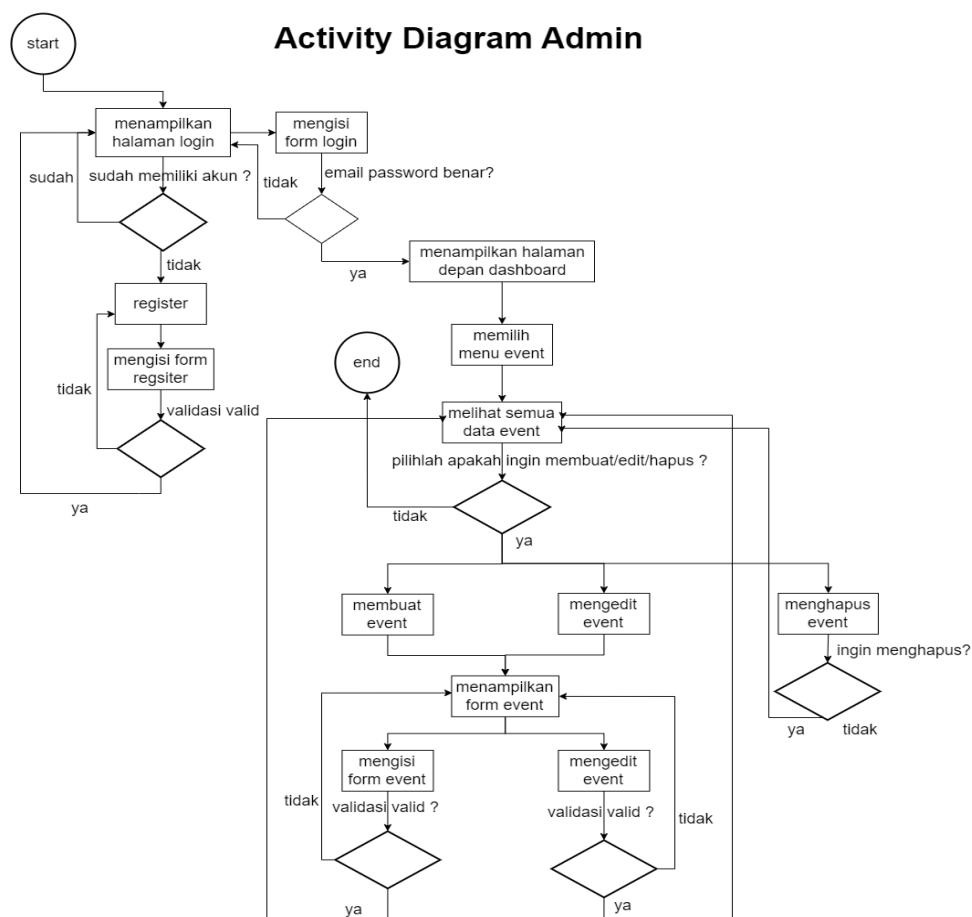 Activity Diagram Admin
start
menampilkan
halaman login
mengisi
form login
sudah
sudah memiliki akun ?
tidak
email password benar?
tidak
ya
menampilkan halaman
depan dashboard
register
memilih
menu event
end
mengisi form
regsiter
tidak
validasi valid
ya
melihat semua
data event
pilihlah apakah ingin membuat/edit/hapus ?
tidak
ya
membuat
event
mengedit
event
menghapus
event
ingin menghapus?
ya
tidak
menampilkan
form event
mengisi
form event
mengedit
event
tidak
validasi valid ?
validasi valid ?
tidak
ya
ya